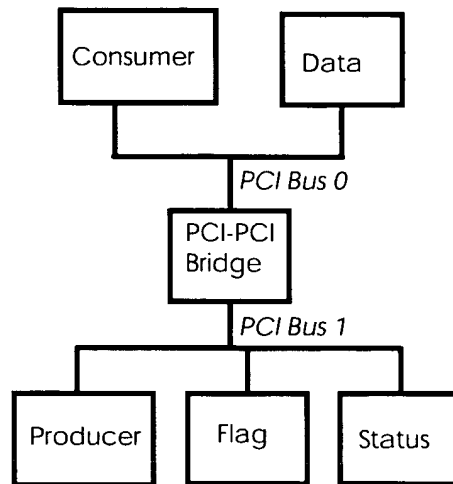 Consumer
Data
PCI Bus 0
PCI-PCI
Bridge
PCI Bus 1
Producer
Flag
Status